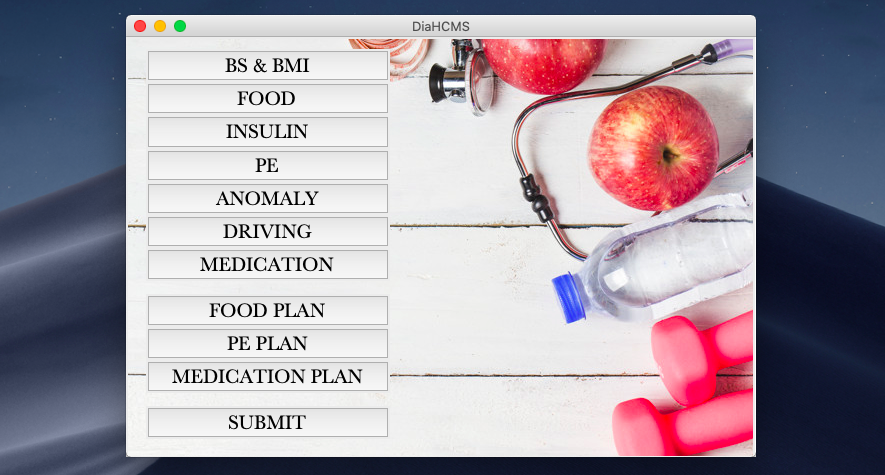 DiaHCMS
BS & BMI
FOOD
INSULIN
PE
ANOMALY
DRIVING
MEDICATION
FOOD PLAN
PE PLAN
MEDICATION PLAN
SUBMIT